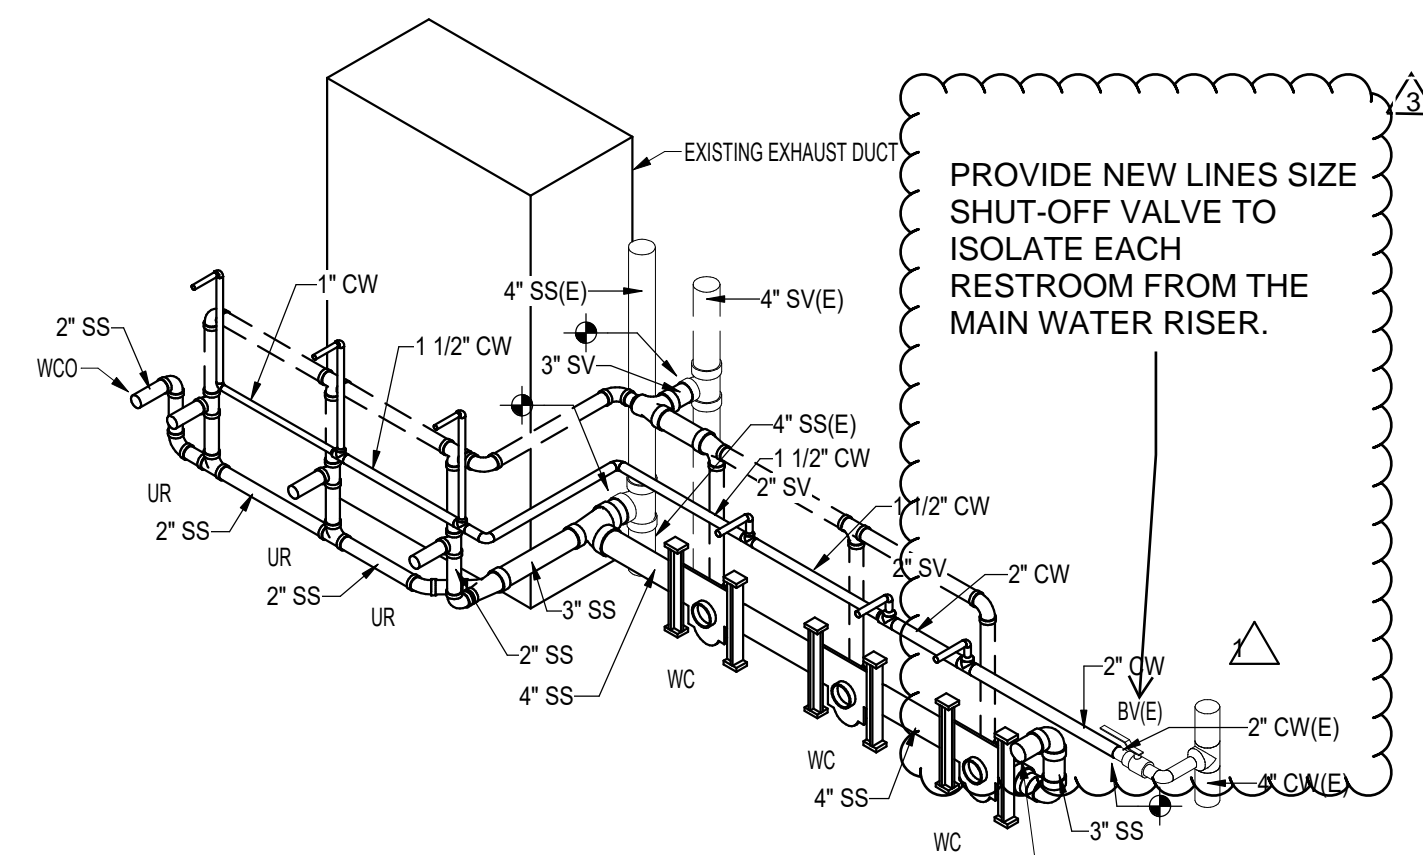 3
EXISTING EXHAUST DUCT
PROVIDE NEW LINES SIZE
SHUT-OFF VALVE TO
ISOLATE EACH
RESTROOM FROM THE
MAIN WATER RISER.
1" CW
4" SS(E)
4" SV(E)
2" SS
1 1/2" CW
3" SV
WCO
4" SS(E)
1 1/2" CW
2" SV
UR
1 1/2" CW
2" SS
UR
2" SV
2" CW
2" SS
3" SS
UR
1
2" SS
2" CW
4" SS
WC
BV(E)
2" CW(E)
WC
4" CW(E)
4" SS
3" SS
WC